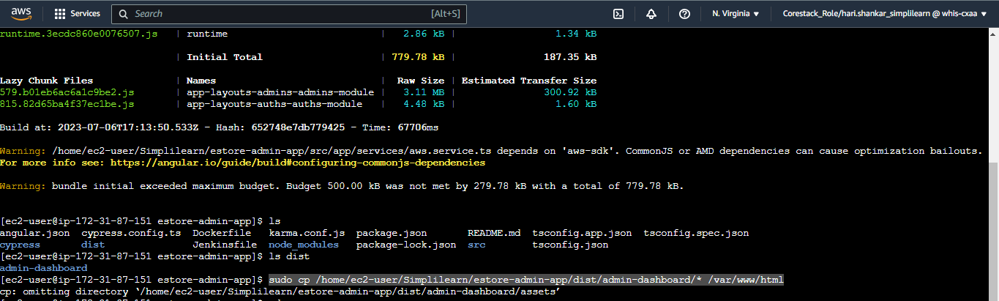 aws Services Search [Alt+S] N. Virginia Corestack_Role/hari.shankar_simplilearn @ whis-cxaa
runtime.3ecdc860e0076507.js | runtime | 2.86 kB | 1.34 kB
| Initial Total | 779.78 kB | 187.35 kB
Lazy Chunk Files | Names | Raw Size | Estimated Transfer Size
579.b01eb6ac6a1c9be2.js | app-layouts-admins-admins-module | 3.11 MB | 300.92 kB
815.82d65ba4f37ec1be.js | app-layouts-auths-auths-module | 4.48 kB | 1.60 kB
Build at: 2023-07-06T17:13:50.533Z - Hash: 652748e7db779425 - Time: 67706ms
Warning: /home/ec2-user/Simplilearn/estore-admin-app/src/app/services/aws.service.ts depends on 'aws-sdk'. CommonJS or AMD dependencies can cause optimization bailouts.
For more info see: https://angular.io/guide/build#configuring-commonjs-dependencies
Warning: bundle initial exceeded maximum budget. Budget 500.00 kB was not met by 279.78 kB with a total of 779.78 kB.
[ec2-user@ip-172-31-87-151 estore-admin-app]$ ls
angular.json cypress.config.ts Dockerfile karma.conf.js package.json README.md tsconfig.app.json tsconfig.spec.json
cypress dist Jenkinsfile node_modules package-lock.json src tsconfig.json
[ec2-user@ip-172-31-87-151 estore-admin-app]$ ls dist
admin-dashboard
[ec2-user@ip-172-31-87-151 estore-admin-app]$ sudo cp /home/ec2-user/Simplilearn/estore-admin-app/dist/admin-dashboard/* /var/www/html
cp: omitting directory ‘/home/ec2-user/Simplilearn/estore-admin-app/dist/admin-dashboard/assets’